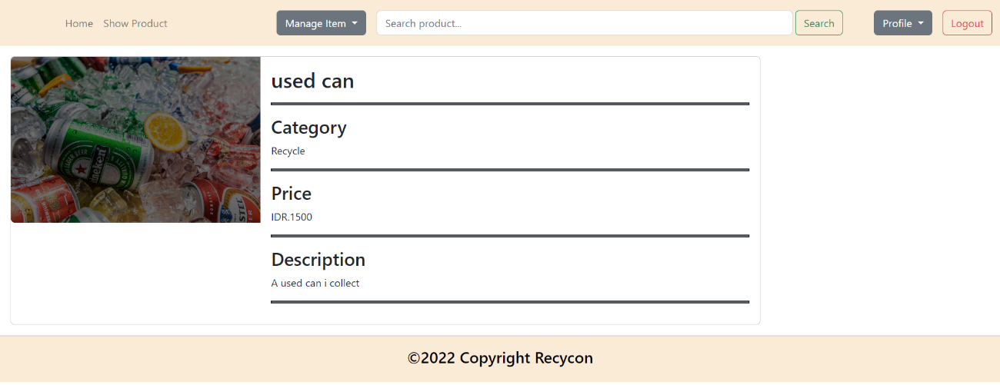 Home Show Product Manage Item Search product... Search Profile Logout
used can
Category
Recycle
Price
IDR.1500
Description
A used can i collect
©2022 Copyright Recycon